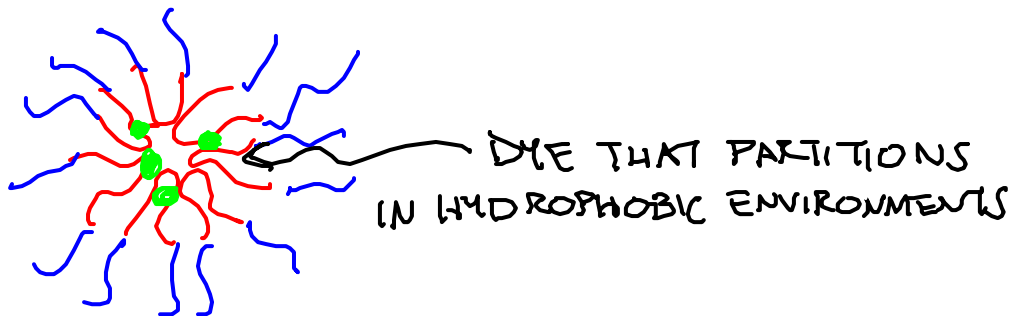 DYE THAT PARTITIONS
IN HYDROPHOBIC ENVIRONMENTS